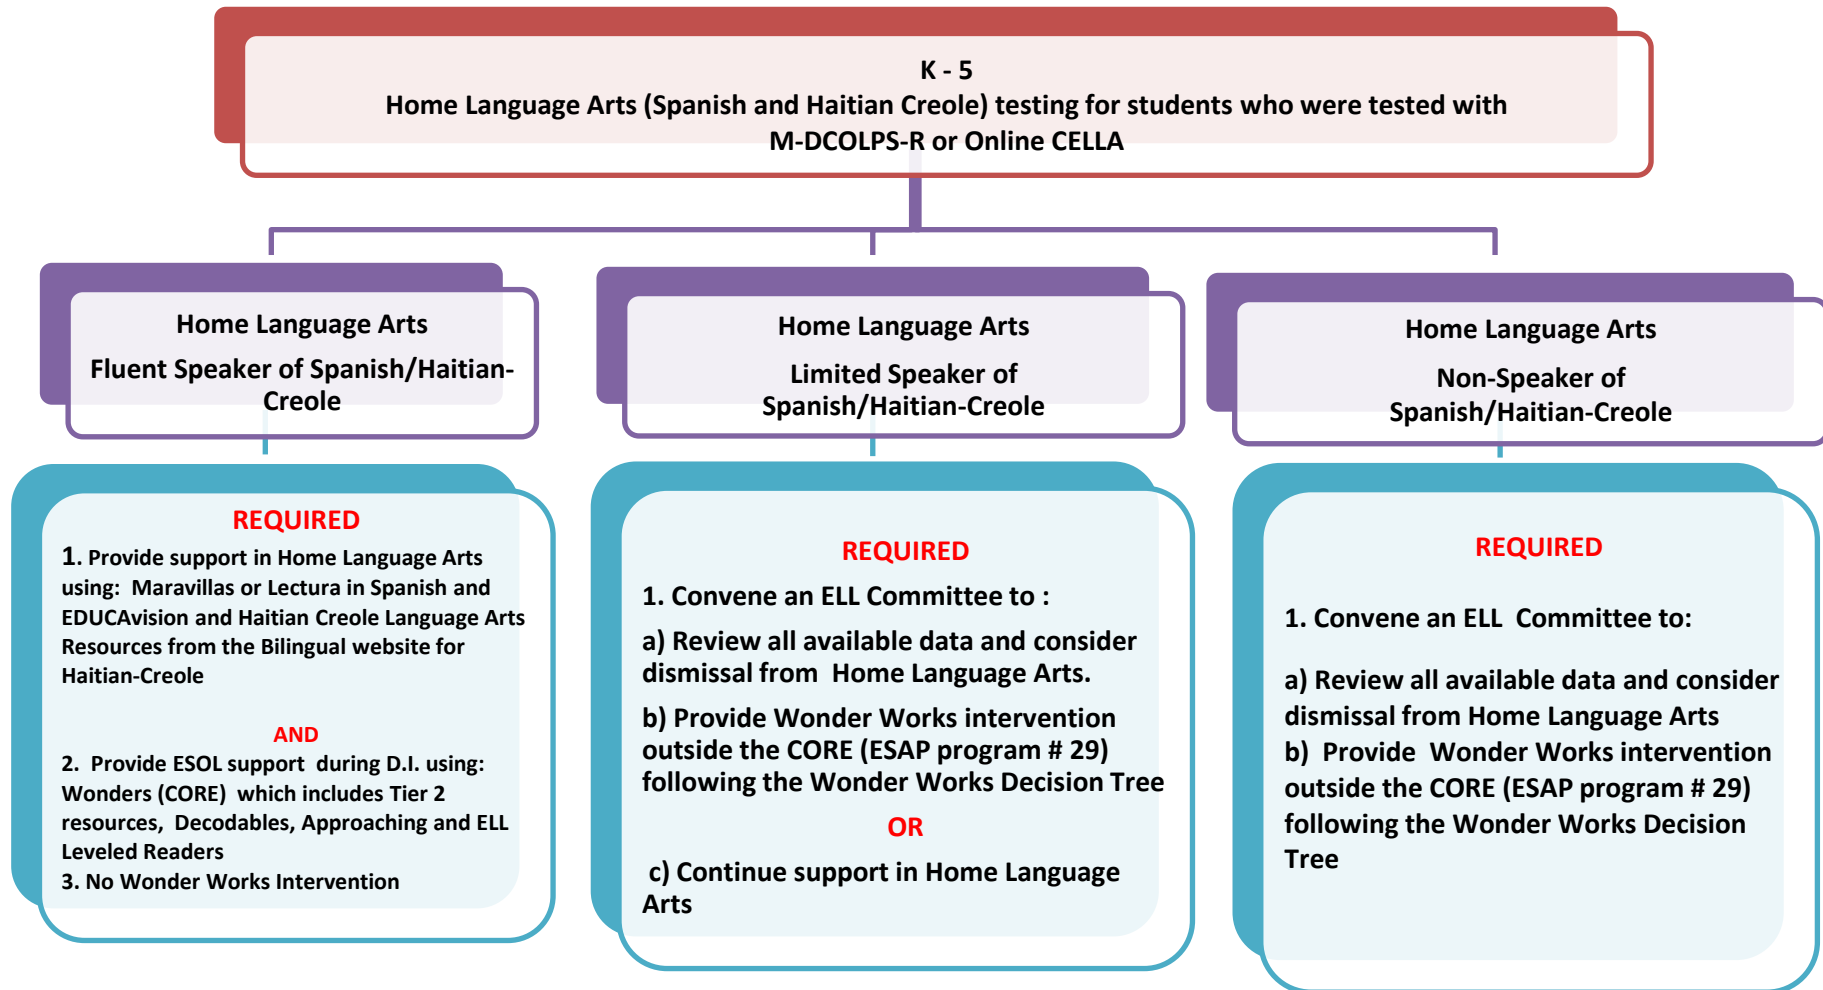 K - 5
Home Language Arts (Spanish and Haitian Creole) testing for students who were tested with
M-DCOLPS-R or Online CELLA
Home Language Arts
Fluent Speaker of Spanish/Haitian-
Creole
Home Language Arts
Limited Speaker of
Spanish/Haitian-Creole
Home Language Arts
Non-Speaker of
Spanish/Haitian-Creole
REQUIRED
1. Provide support in Home Language Arts
using: Maravillas or Lectura in Spanish and
EDUCAvision and Haitian Creole Language Arts
Resources from the Bilingual website for
Haitian-Creole
AND
2. Provide ESOL support during D.I. using:
Wonders (CORE) which includes Tier 2
resources, Decodables, Approaching and ELL
Leveled Readers
3. No Wonder Works Intervention
REQUIRED
1. Convene an ELL Committee to :
a) Review all available data and consider
dismissal from Home Language Arts.
b) Provide Wonder Works intervention
outside the CORE (ESAP program # 29)
following the Wonder Works Decision Tree
OR
c) Continue support in Home Language
Arts
REQUIRED
1. Convene an ELL Committee to:
a) Review all available data and consider
dismissal from Home Language Arts
b) Provide Wonder Works intervention
outside the CORE (ESAP program # 29)
following the Wonder Works Decision
Tree